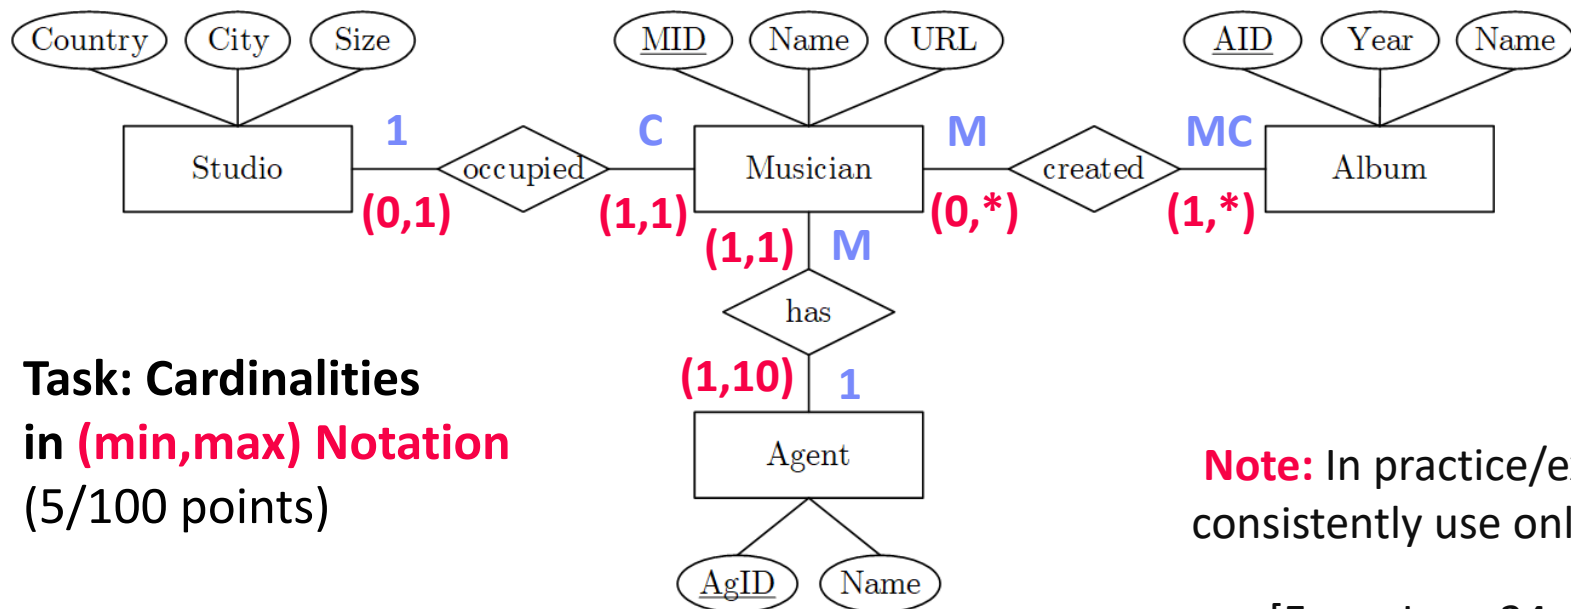 Country City Size MID Name URL AID Year Name
1 C M MC
Studio occupied Musician created Album
(0,1) (1,1) (0,*) (1,*)
(1,1) M
has
Task: Cardinalities
in (min,max) Notation
(5/100 points)
(1,10) 1
Agent
AgID Name
Note: In practice/
consistently use